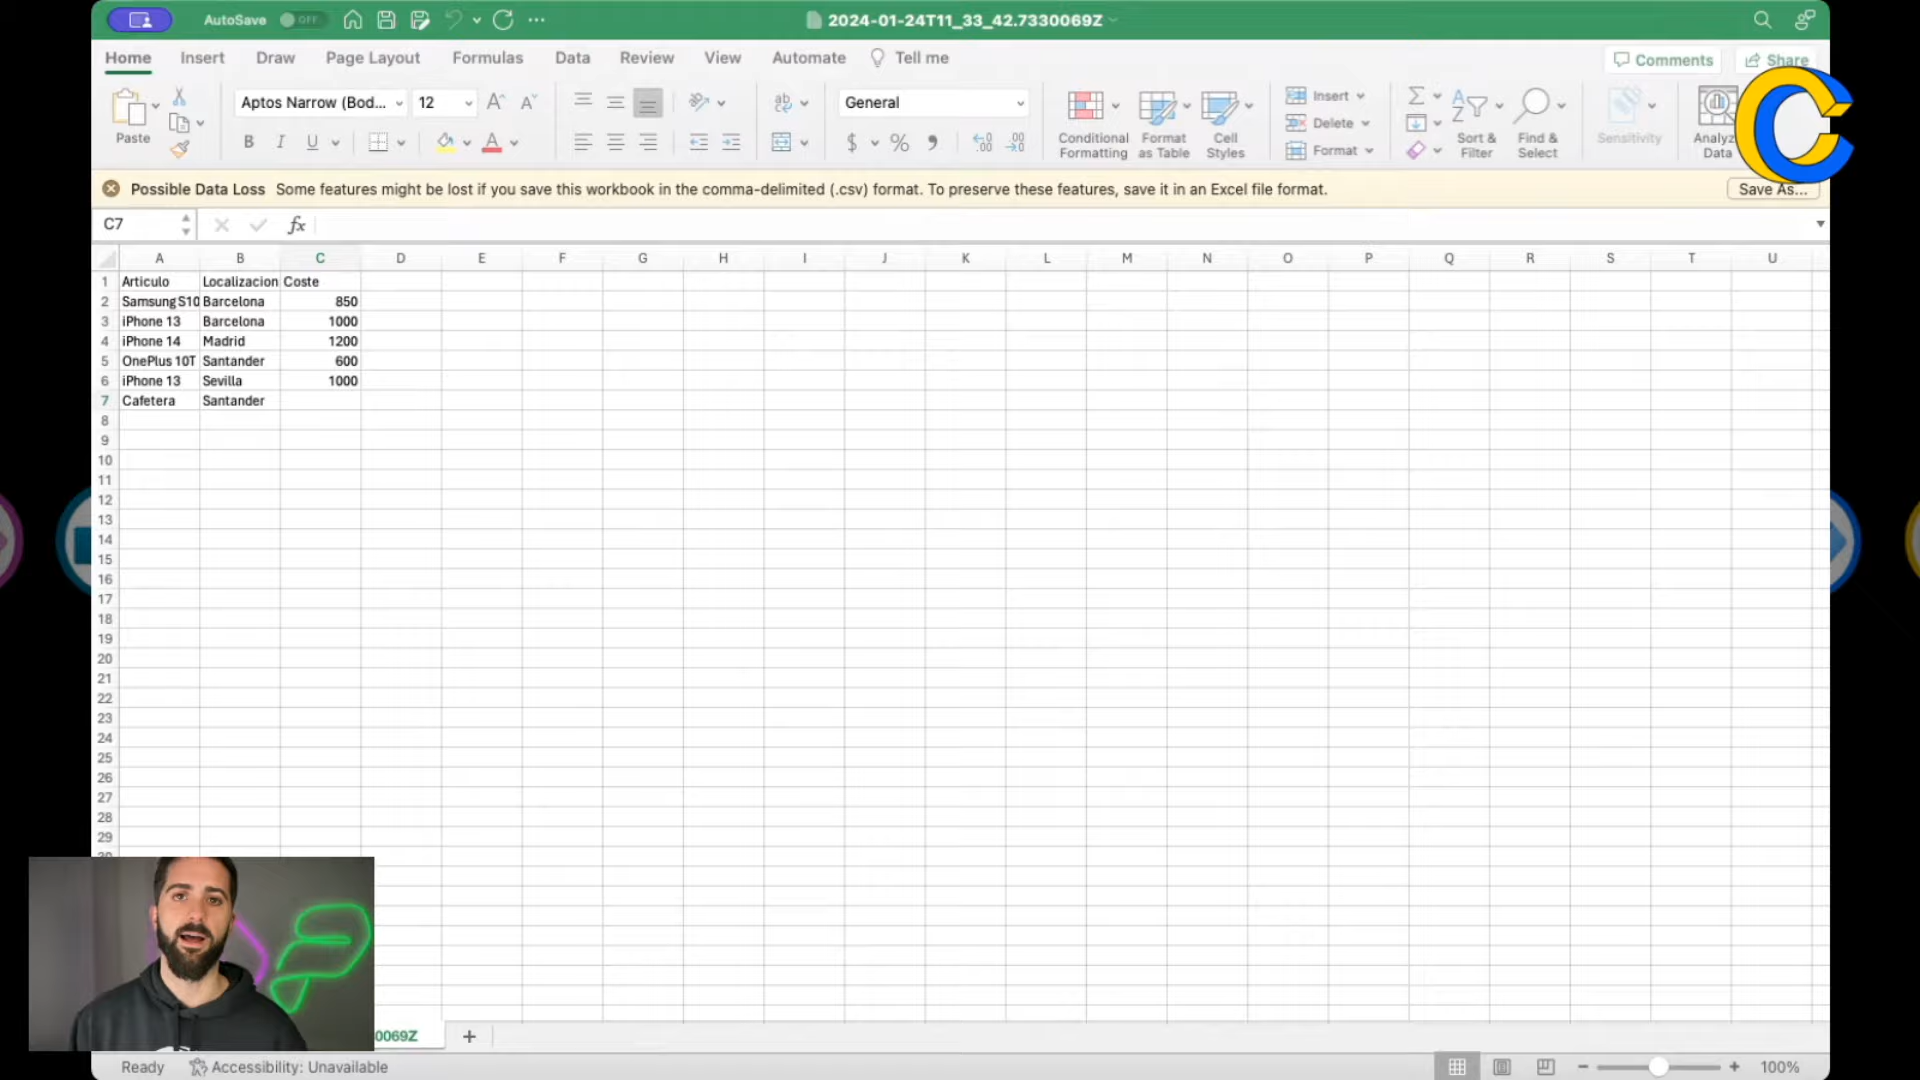 AutoSave OFF 2024-01-24T11_33_42.7330069Z
Home Insert Draw Page Layout Formulas Data Review View Automate Tell me Comments Share
Paste Aptos Narrow (Bod... 12 General Conditional Formatting Format as Table Cell Styles Insert Delete Format Sort & Filter Find & Select Sensitivity Analyz Data
Possible Data Loss Some features might be lost if you save this workbook in the comma-delimited (.csv) format. To preserve these features, save it in an Excel file format. Save As...
C7 fx
A B C D E F G H I J K L M N O P Q R S T U
1 Articulo Localizacion Coste
2 Samsung S10 Barcelona 850
3 iPhone 13 Barcelona 1000
4 iPhone 14 Madrid 1200
5 OnePlus 10T Santander 600
6 iPhone 13 Sevilla 1000
7 Cafetera Santander
8
9
10
11
12
13
14
15
16
17
18
19
20
21
22
23
24
25
26
27
28
29
0069Z +
Ready Accessibility: Unavailable 100%